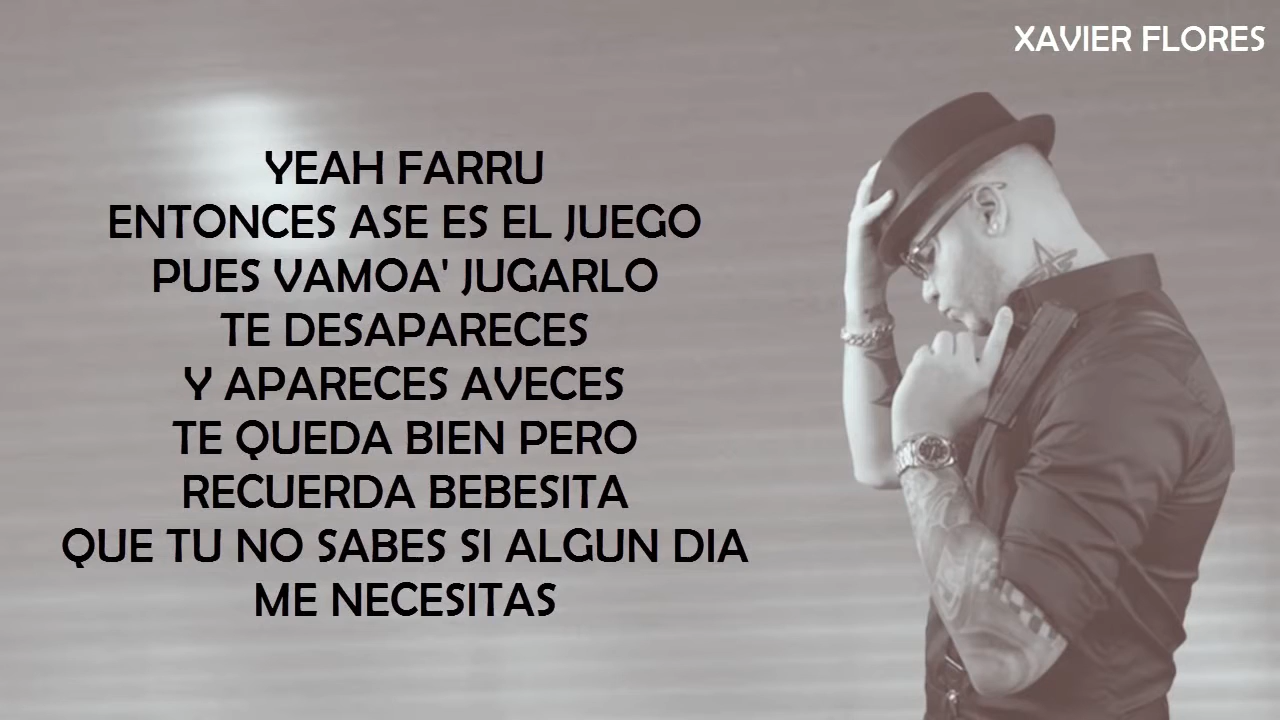 XAVIER FLORES
YEAH FARRU
ENTONCES ASE ES EL JUEGO
PUES VAMOA' JUGARLO
TE DESAPARECES
Y APARECES AVECES
TE QUEDA BIEN PERO
RECUERDA BEBESITA
QUE TU NO SABES SI ALGUN DIA
ME NECESITAS